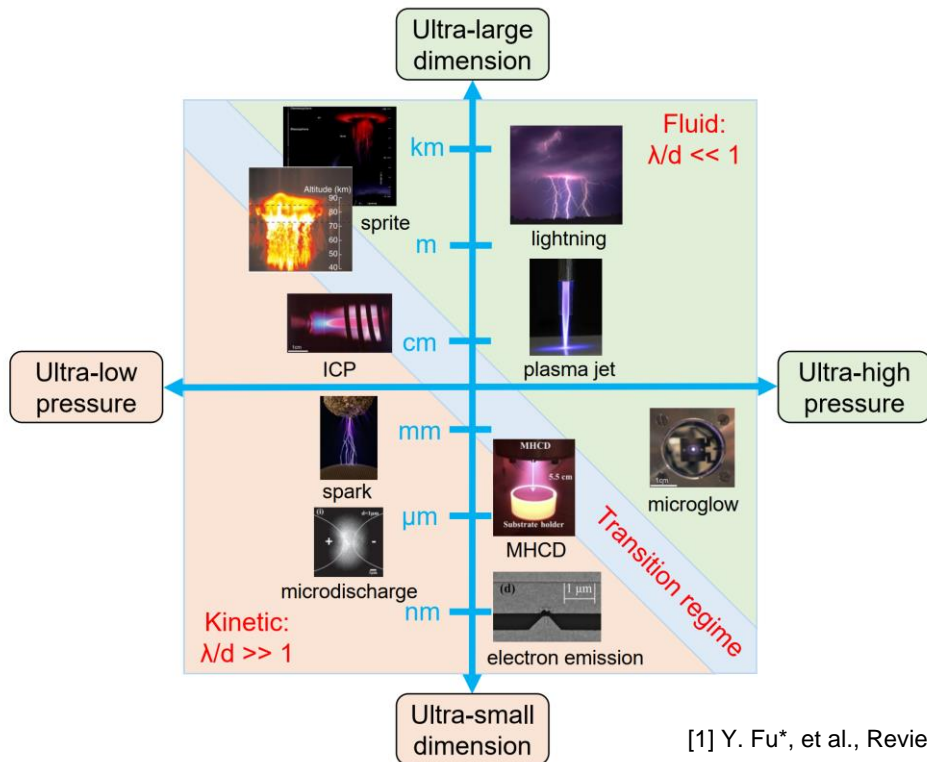 Ultra-large
dimension
Fluid:
λ/d << 1
km
Altitude (km)
90
80
70
60
50
40
sprite
lightning
m
1cm
ICP
cm
plasma jet
Ultra-low
pressure
Ultra-high
pressure
mm
spark
MHCD
5.5 cm
Substrate holder
MHCD
1cm
microglow
(i)
d=1μm
+ -
microdischarge
μm
Transition regime
(d)
1 μm
nm
electron emission
Kinetic:
λ/d >> 1
Ultra-small
dimension
[1] Y. Fu*, et al., Revie